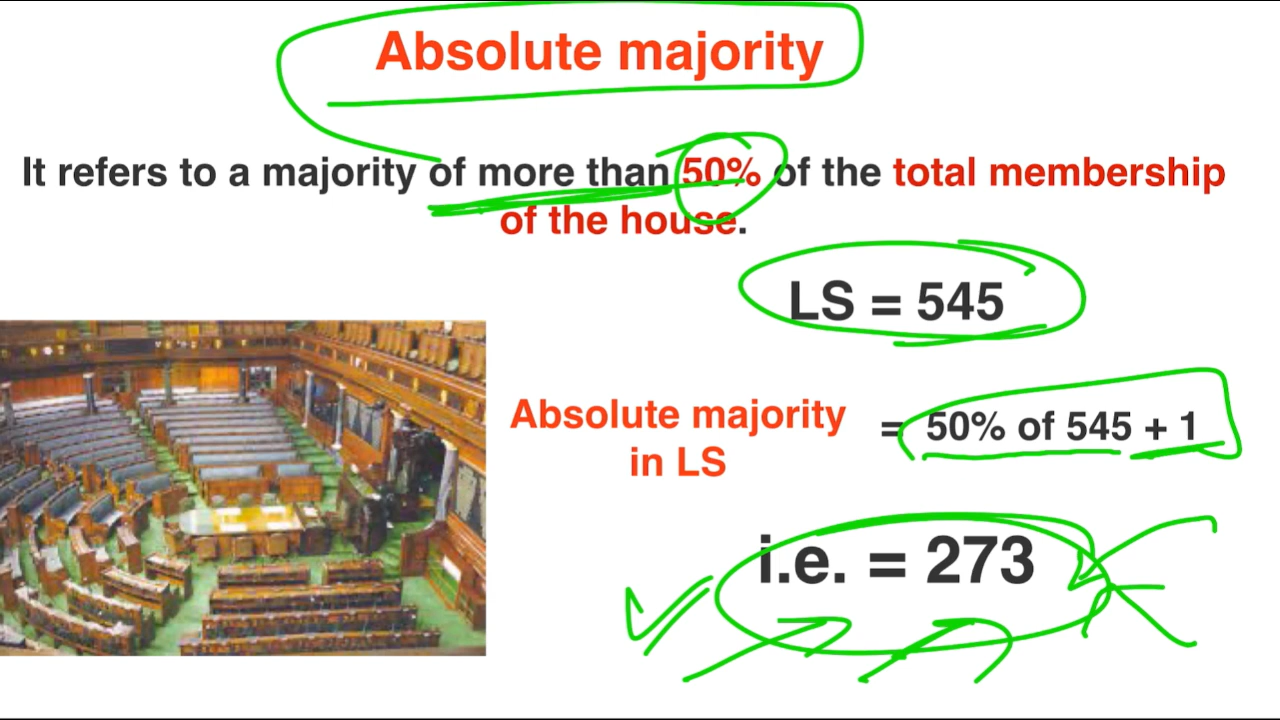 Absolute majority
It refers to a majority of more than 50% of the total membership
of the house.
LS = 545
Absolute majority = 50% of 545 + 1
in LS
i.e. = 273